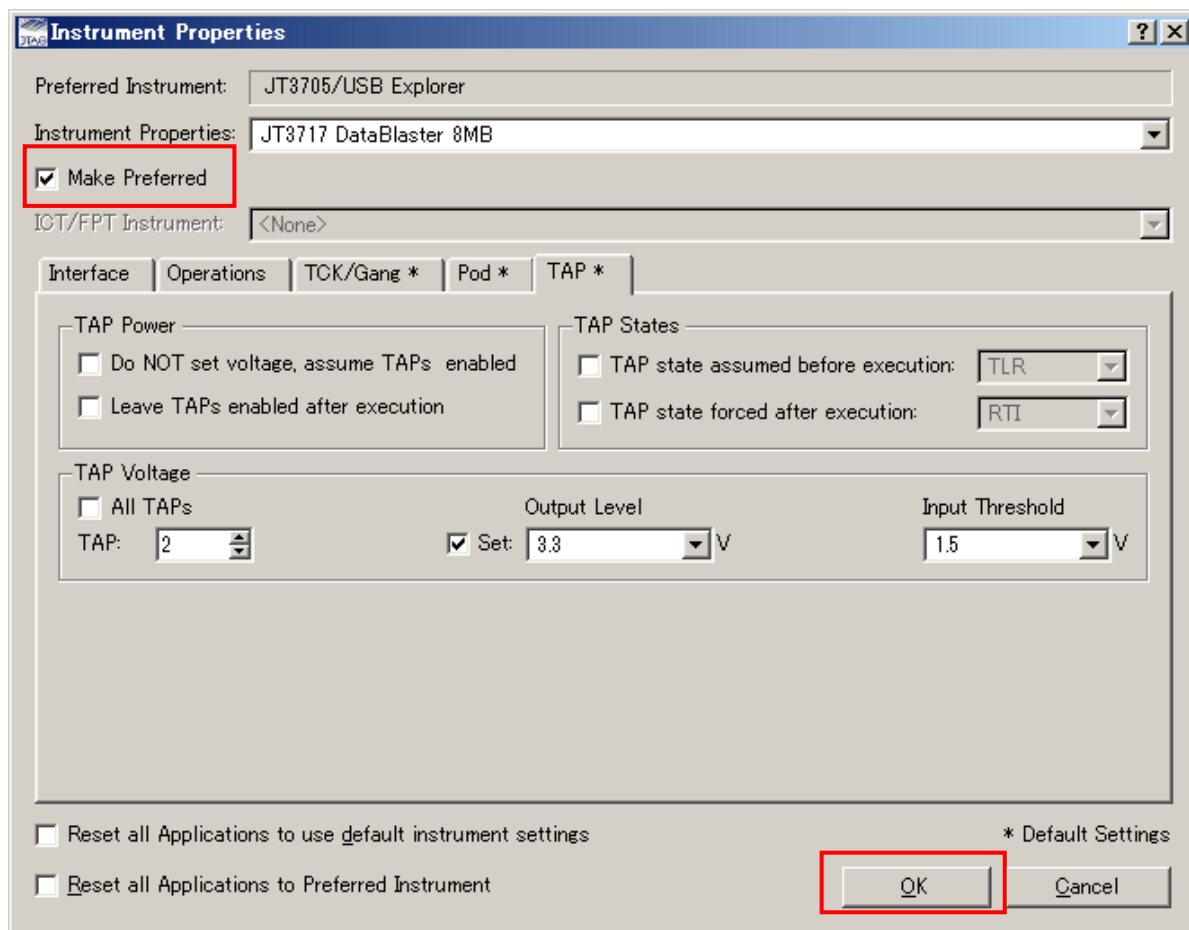 JTAG Instrument Properties
Preferred Instrument: JT3705/USB Explorer
Instrument Properties: JT3717 DataBlaster 8MB
Make Preferred
ICT/FPT Instrument: <None>
Interface Operations TCK/Gang * Pod * TAP *
TAP Power TAP States
Do NOT set voltage, assume TAPs enabled TAP state assumed before execution: TLR
Leave TAPs enabled after execution TAP state forced after execution: RTI
TAP Voltage
All TAPs Output Level Input Threshold
TAP: 2 Set: 3.3 V 1.5 V
Reset all Applications to use default instrument settings * Default Settings
Reset all Applications to Preferred Instrument OK Cancel